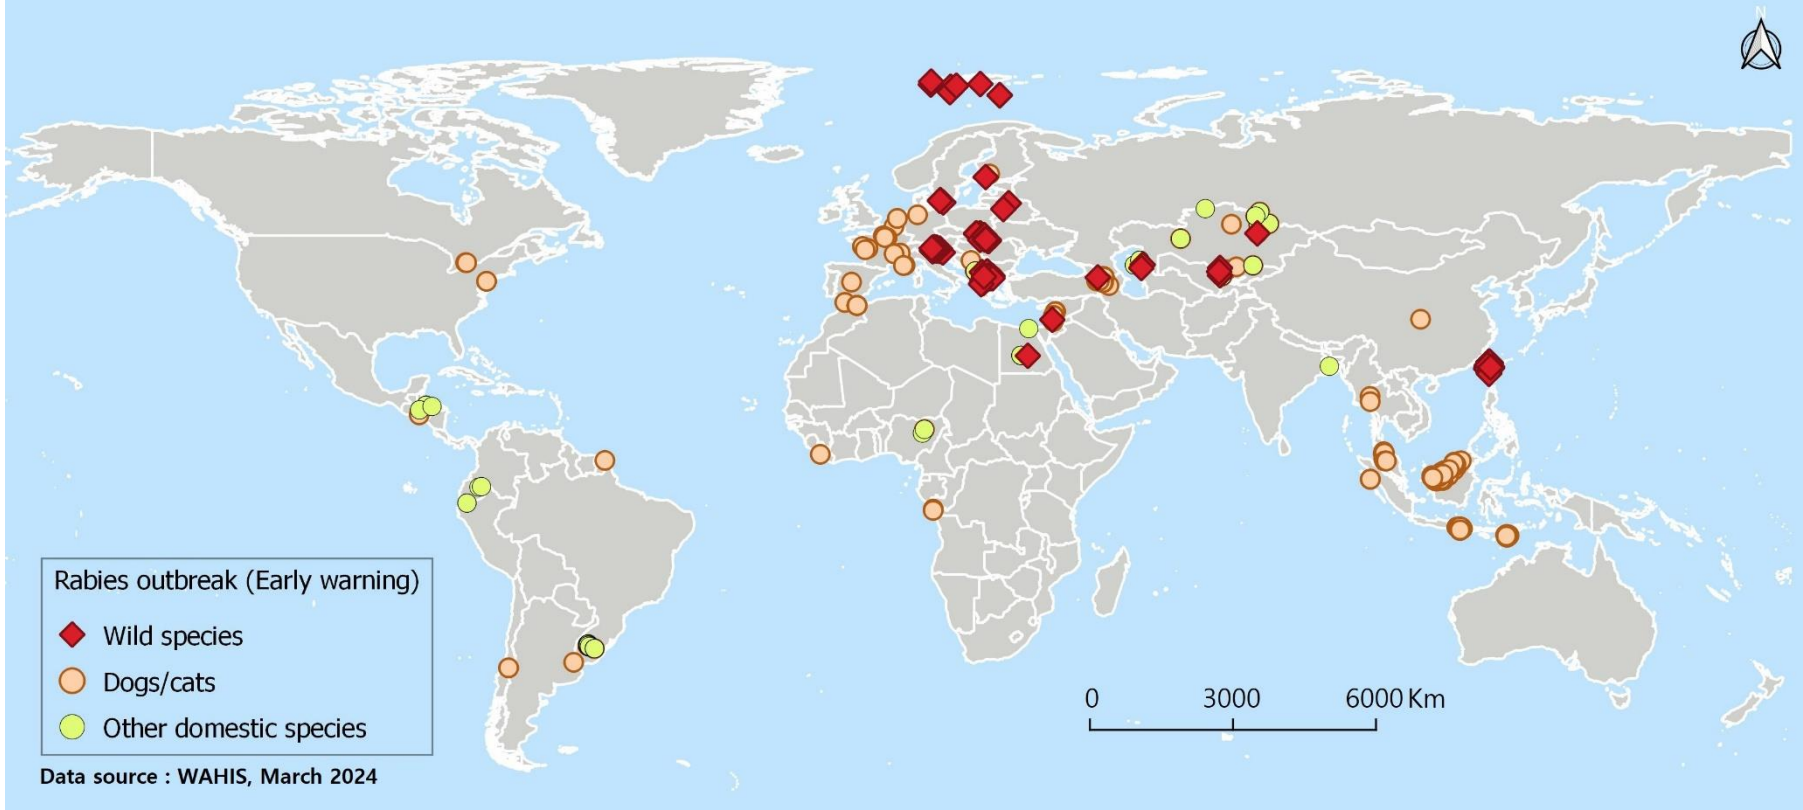 N
Rabies outbreak (Early warning)
Wild species
Dogs/cats
Other domestic species
Data source : WAHIS, March 2024
0 3000 6000 Km